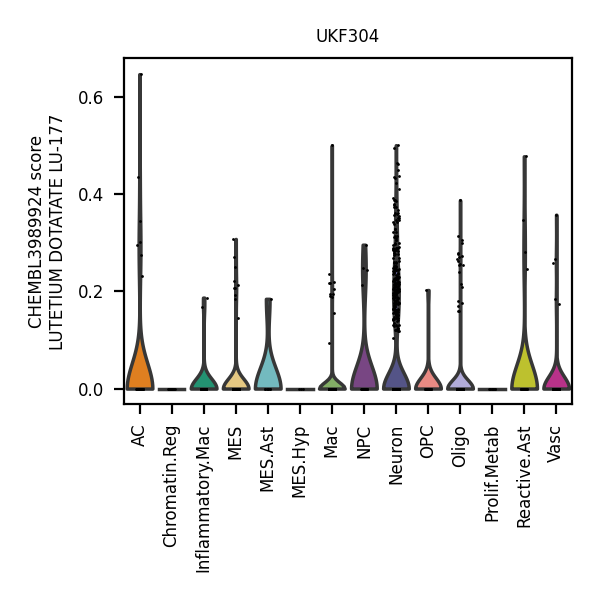 UKF304
CHEMBL3989924 score
LUTETIUM DOTATATE LU-177
0.6
0.4
0.2
0.0
AC
Chromatin.Reg
Inflammatory.Mac
MES
MES.Ast
MES.Hyp
Mac
NPC
Neuron
OPC
Oligo
Prolif.Metab
Reactive.Ast
Vasc